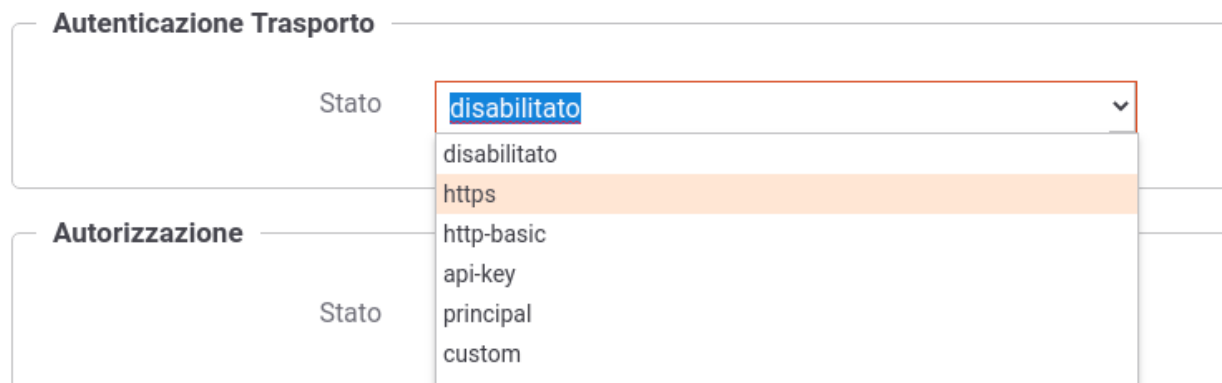 Autenticazione Trasporto
Stato
disabilitato
disabilitato
https
http-basic
api-key
principal
custom
Autorizzazione
Stato